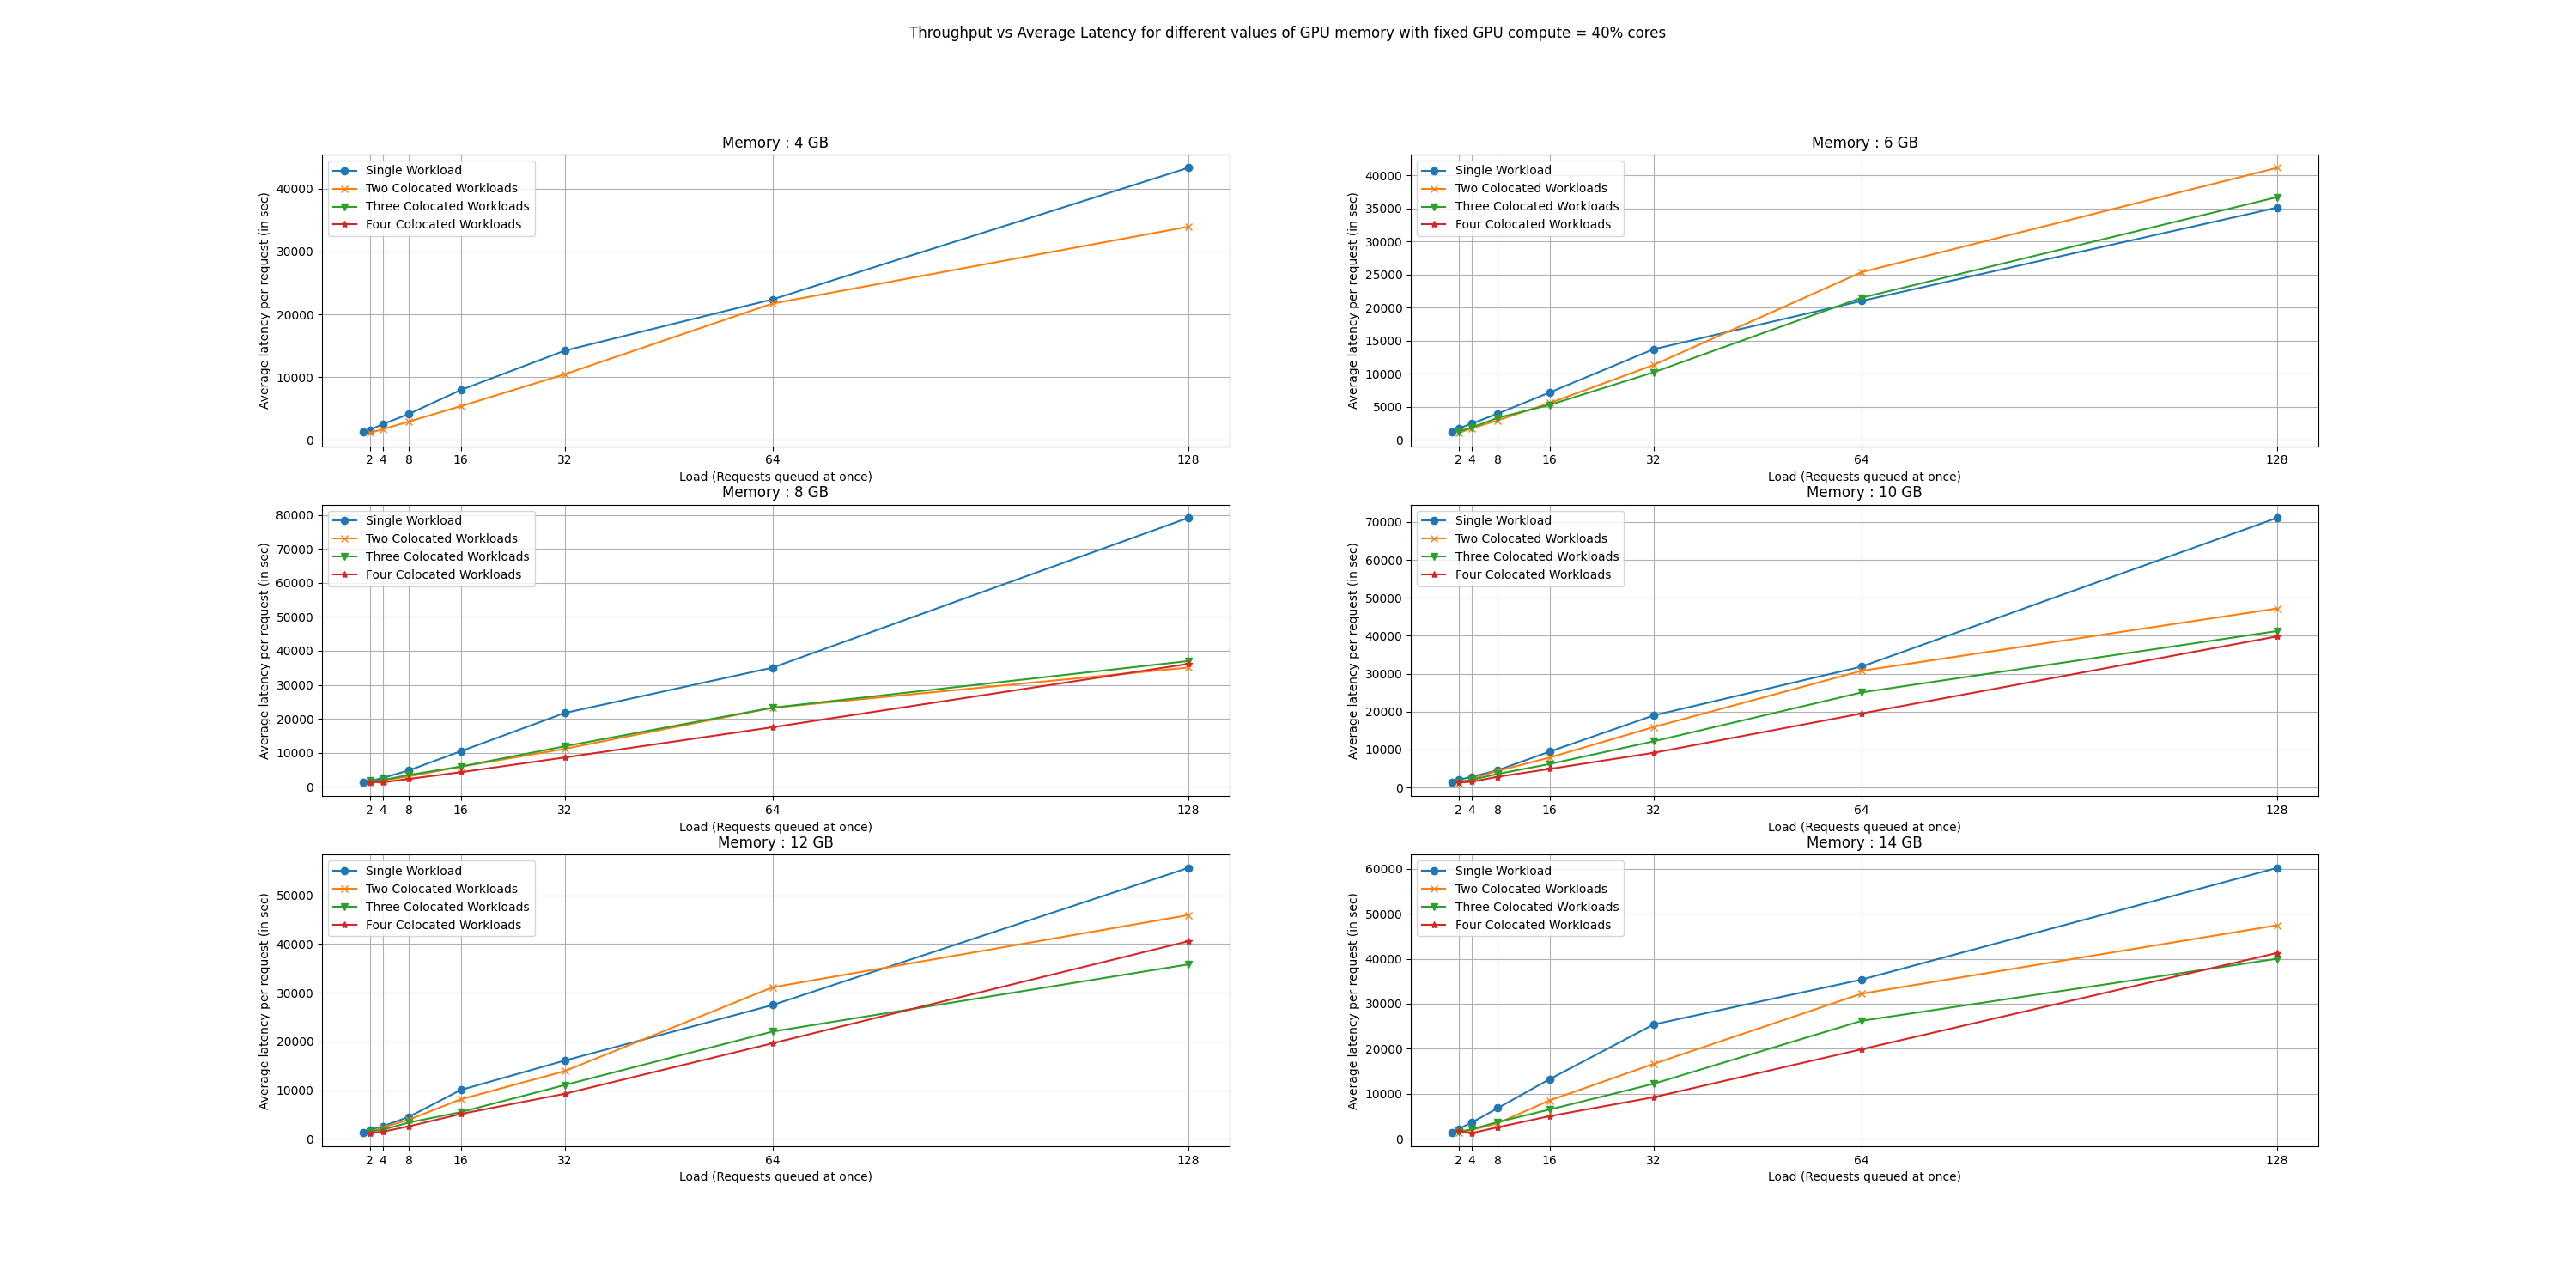 Throughput vs Average Latency for different values of GPU memory with fixed GPU compute = 40% cores
Memory : 4 GB
Single Workload
Two Colocated Workloads
Three Colocated Workloads
Four Colocated Workloads
Average latency per request (in sec)
40000
30000
20000
10000
0
2 4 8 16 32 64 128
Load (Requests queued at once)
Memory : 6 GB
Single Workload
Two Colocated Workloads
Three Colocated Workloads
Four Colocated Workloads
Average latency per request (in sec)
40000
35000
30000
25000
20000
15000
10000
5000
0
2 4 8 16 32 64 128
Load (Requests queued at once)
Memory : 8 GB
Single Workload
Two Colocated Workloads
Three Colocated Workloads
Four Colocated Workloads
Average latency per request (in sec)
80000
70000
60000
50000
40000
30000
20000
10000
0
2 4 8 16 32 64 128
Load (Requests queued at once)
Memory : 10 GB
Single Workload
Two Colocated Workloads
Three Colocated Workloads
Four Colocated Workloads
Average latency per request (in sec)
70000
60000
50000
40000
30000
20000
10000
0
2 4 8 16 32 64 128
Load (Requests queued at once)
Memory : 12 GB
Single Workload
Two Colocated Workloads
Three Colocated Workloads
Four Colocated Workloads
Average latency per request (in sec)
50000
40000
30000
20000
10000
0
2 4 8 16 32 64 128
Load (Requests queued at once)
Memory : 14 GB
Single Workload
Two Colocated Workloads
Three Colocated Workloads
Four Colocated Workloads
Average latency per request (in sec)
60000
50000
40000
30000
20000
10000
0
2 4 8 16 32 64 128
Load (Requests queued at once)